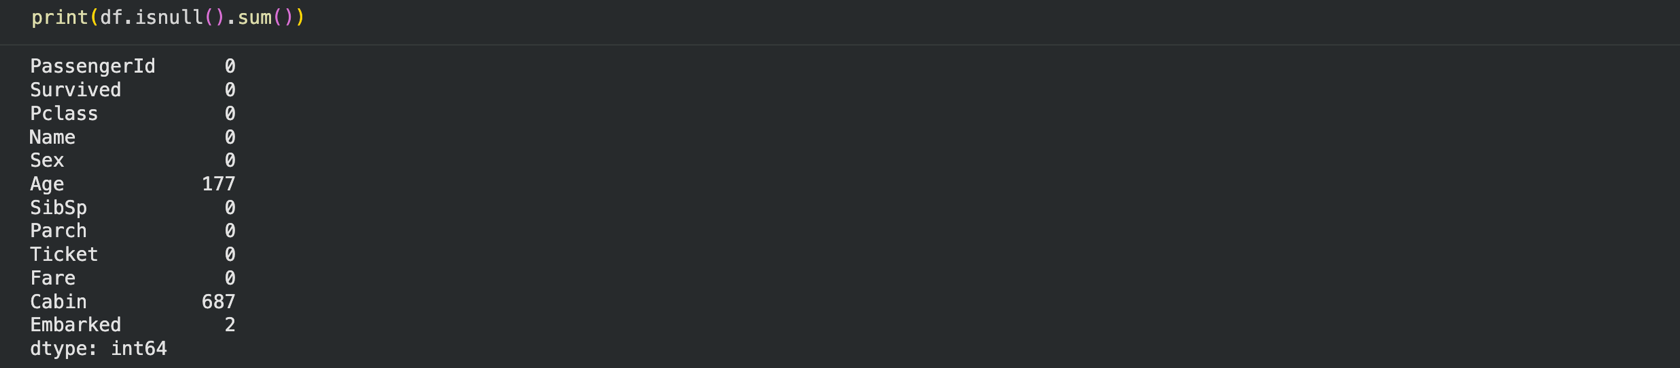 print(df.isnull().sum())
PassengerId      0
Survived         0
Pclass           0
Name             0
Sex              0
Age            177
SibSp            0
Parch            0
Ticket           0
Fare             0
Cabin          687
Embarked         2
dtype: int64